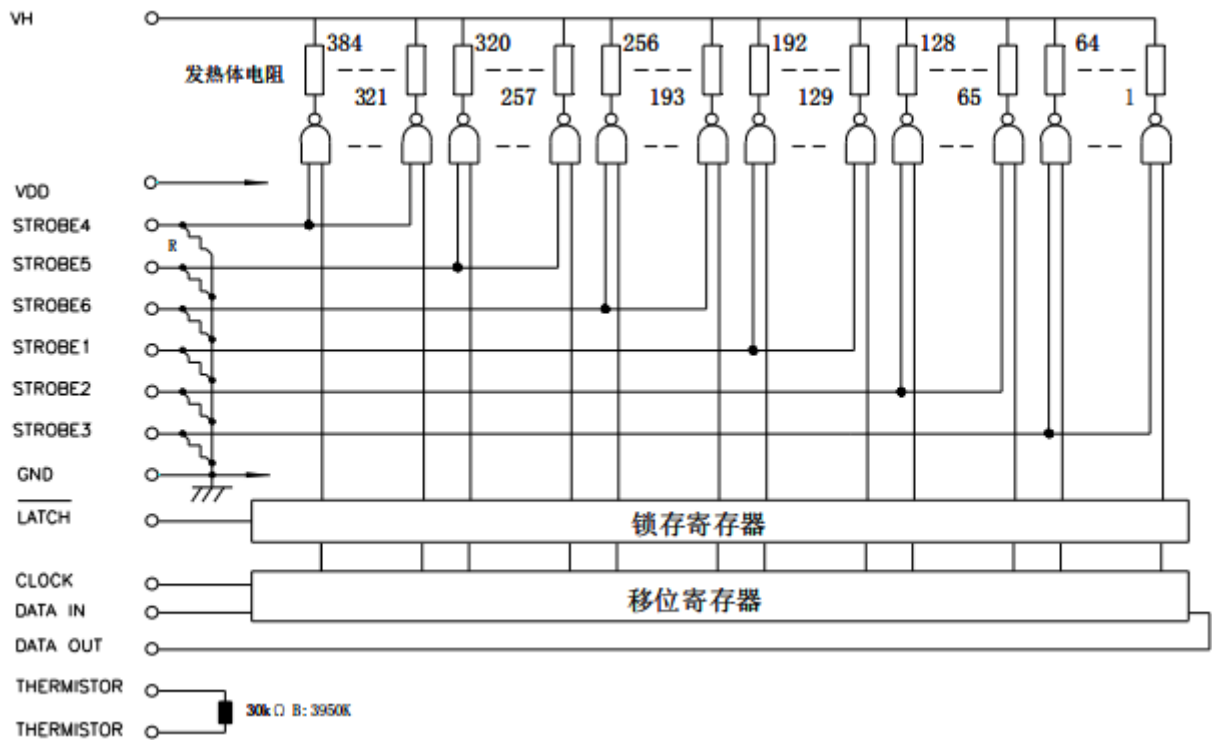 VH
384 320 256 192 128 64
发热体电阻
321 257 193 129 65 1
VDD
STROBE4
R
STROBE5
STROBE6
STROBE1
STROBE2
STROBE3
GND
LATCH
锁存寄存器
CLOCK
移位寄存器
DATA IN
DATA OUT
THERMISTOR
30kΩ B:3950K
THERMISTOR